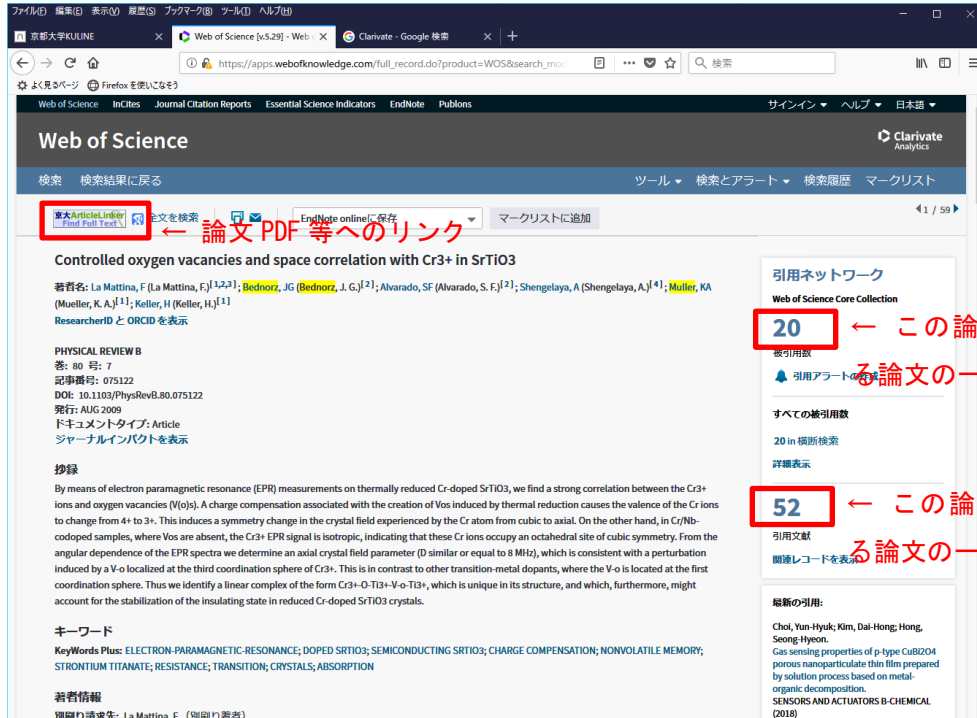 ファイル(F) 編集(E) 表示(V) 履歴(S) ブックマーク(B) ツール(T) ヘルプ(H)
京都大学KULINE
Web of Science [v.5.29] - Web
Clarivate - Google 検索
https://apps.webofknowledge.com/full_record.do?product=WOS&search_mod
検索
よく見るページ Firefox を使いこなそう
Web of Science InCites Journal Citation Reports Essential Science Indicators EndNote Publons
サインイン ヘルプ 日本語
Web of Science
Clarivate
Analytics
検索 検索結果に戻る
ツール 検索とアラート 検索履歴 マークリスト
京大ArticleLinker
Find Full Text
全文を検索
EndNote onlineに保存
マークリストに追加
1 / 59
← 論文 PDF 等へのリンク
Controlled oxygen vacancies and space correlation with Cr3+ in SrTiO3
著者名: La Mattina, F (La Mattina, F.)[1,2,3] ; Bednorz, JG (Bednorz, J. G.)[2] ; Alvarado, SF (Alvarado, S. F.)[2] ; Shengelaya, A (Shengelaya, A.)[4] ; Muller, KA
(Mueller, K. A.)[1] ; Keller, H (Keller, H.)[1]
ResearcherID と ORCID を表示
PHYSICAL REVIEW B
巻: 80 号: 7
記事番号: 075122
DOI: 10.1103/PhysRevB.80.075122
発行: AUG 2009
ドキュメントタイプ: Article
ジャーナルインパクトを表示
抄録
By means of electron paramagnetic resonance (EPR) measurements on thermally reduced Cr-doped SrTiO3, we find a strong correlation between the Cr3+
ions and oxygen vacancies (V(o)s). A charge compensation associated with the creation of Vos induced by thermal reduction causes the valence of the Cr ions
to change from 4+ to 3+. This induces a symmetry change in the crystal field experienced by the Cr atom from cubic to axial. On the other hand, in Cr/Nb-
codoped samples, where Vos are absent, the Cr3+ EPR signal is isotropic, indicating that these Cr ions occupy an octahedral site of cubic symmetry. From the
angular dependence of the EPR spectra we determine an axial crystal field parameter (D similar or equal to 8 MHz), which is consistent with a perturbation
induced by a V-o localized at the third coordination sphere of Cr3+. This is in contrast to other transition-metal dopants, where the V-o is located at the first
coordination sphere. Thus we identify a linear complex of the form Cr3+-O-Ti3+-V-o-Ti3+, which is unique in its structure, and which, furthermore, might
account for the stabilization of the insulating state in reduced Cr-doped SrTiO3 crystals.
キーワード
KeyWords Plus: ELECTRON-PARAMAGNETIC-RESONANCE; DOPED SRTIO3; SEMICONDUCTING SRTIO3; CHARGE COMPENSATION; NONVOLATILE MEMORY;
STRONTIUM TITANATE; RESISTANCE; TRANSITION; CRYSTALS; ABSORPTION
著者情報
別刷り請求先: La Mattina, F. (別刷り著者)
引用ネットワーク
Web of Science Core Collection
20
← この論
被引用数
引用アラートの作成
る論文の一
すべての被引用数
20 in 横断検索
詳細表示
52
← この論
引用文献
関連レコードを表示
る論文の一
最新の引用:
Choi, Yun-Hyuk; Kim, Dai-Hong; Hong,
Seong-Hyeon.
Gas sensing properties of p-type CuBi2O4
porous nanoparticulate thin film prepared
by solution process based on metal-
organic decomposition.
SENSORS AND ACTUATORS B-CHEMICAL
(2018)